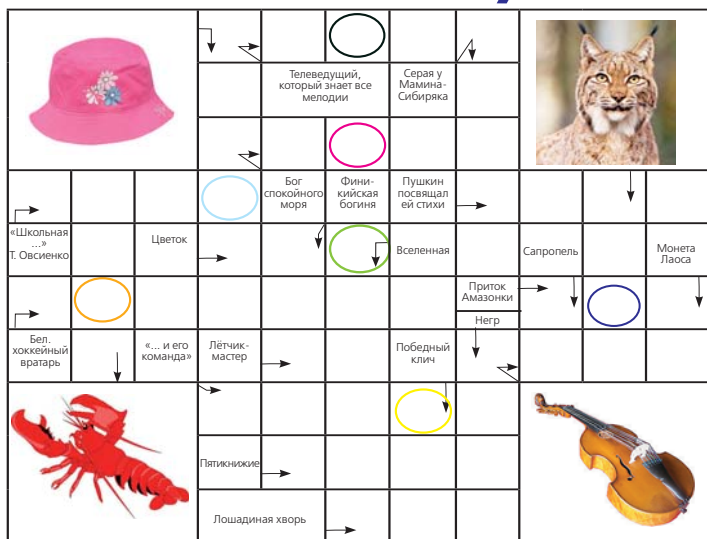 Телеведущий,
который знает все
мелодии
Серая у
Мамина-
Сибиряка
Бог
спокойного
моря
Фини-
кийская
богиня
Пушкин
посвящал
ей стихи
«Школьная
...»
Т. Овсиенко
Цветок
Вселенная
Сапропель
Монета
Лаоса
Приток
Амазонки
Негр
Бел.
хоккейный
вратарь
«... и его
команда»
Лётчик-
мастер
Победный
клич
Пятикнижие
Лошадиная хворь